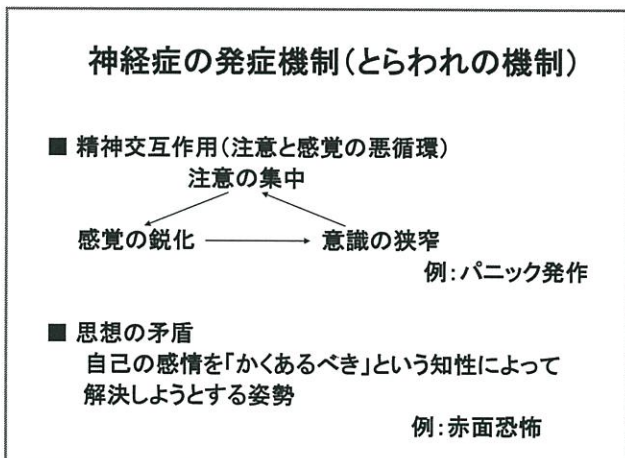 神経症の発症機制(とらわれの機制)
■ 精神交互作用(注意と感覚の悪循環)
注意の集中
感覚の鋭化
意識の狭窄
例:パニック発作
■ 思想の矛盾
自己の感情を「かくあるべき」という知性によって
解決しようとする姿勢
例:赤面恐怖